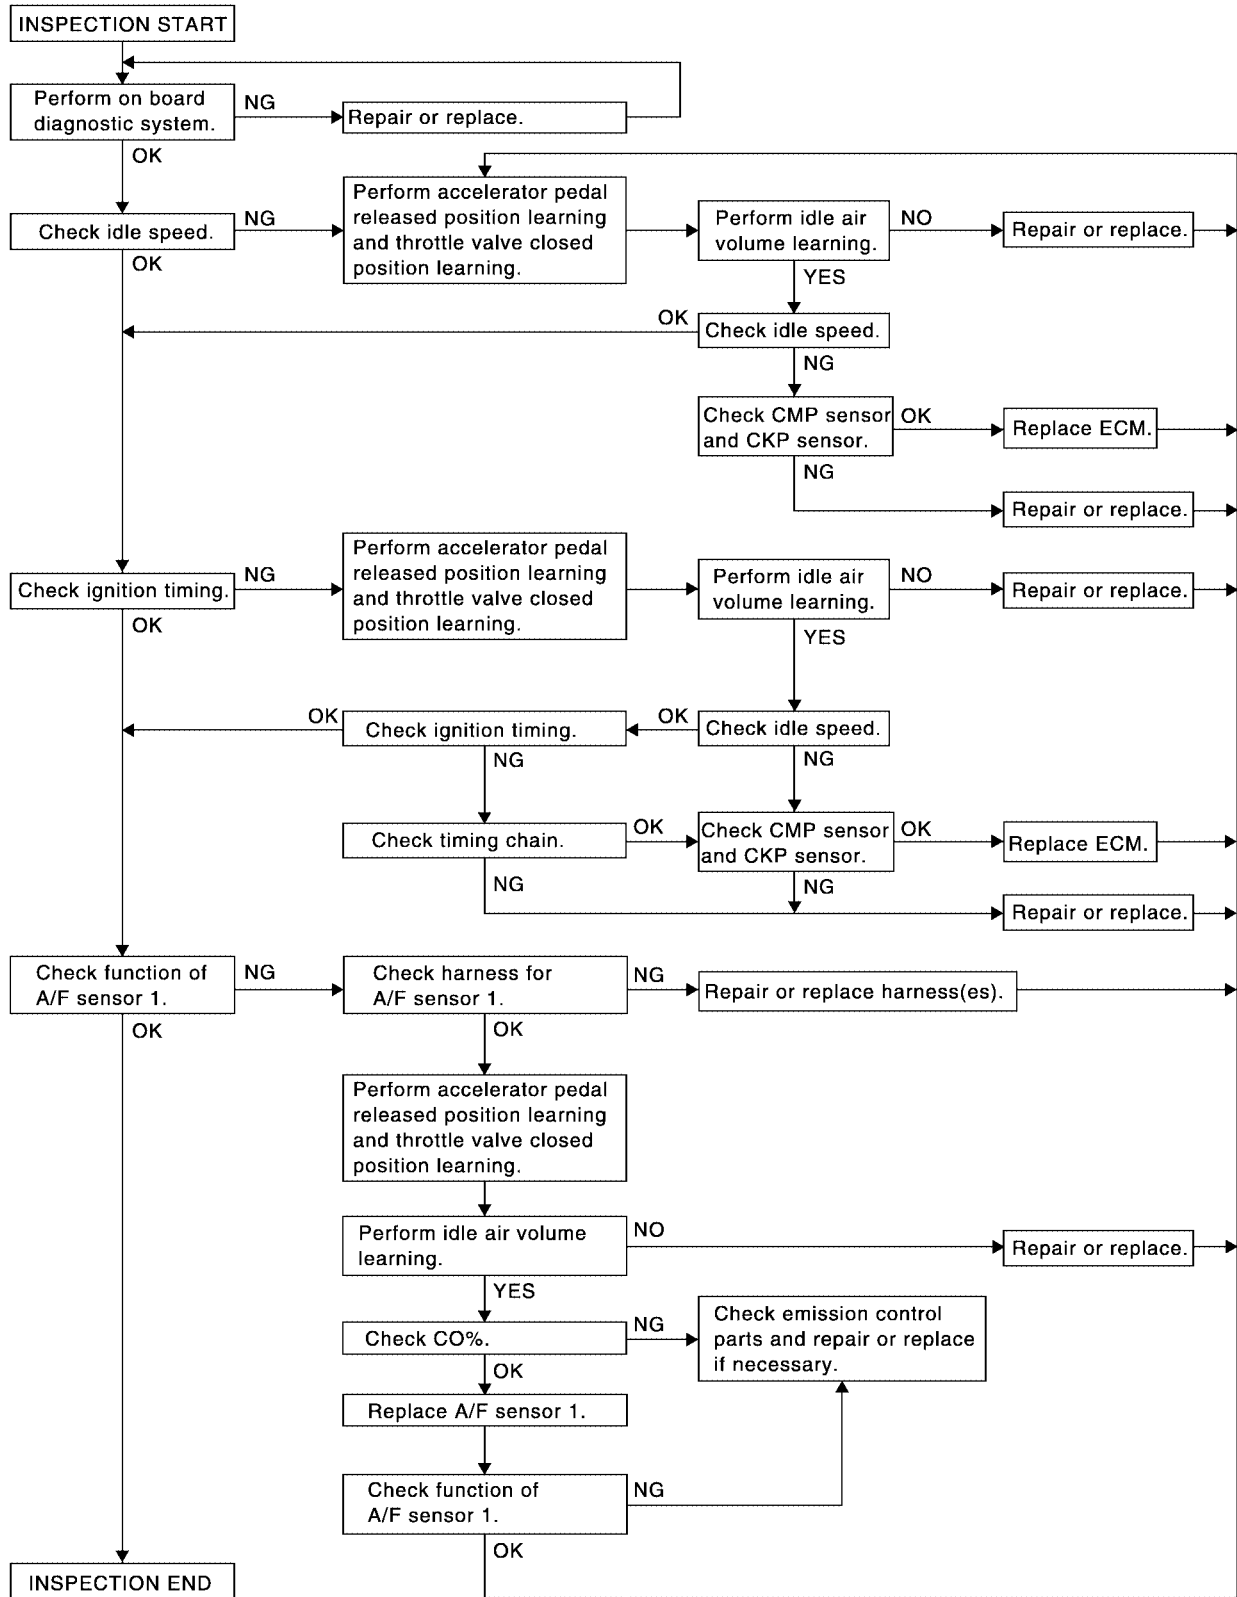 INSPECTION START
Perform on board
diagnostic system.
NG
Repair or replace.
OK
Check idle speed.
NG
Perform accelerator pedal
released position learning
and throttle valve closed
position learning.
Perform idle air
volume learning.
NO
Repair or replace.
OK
YES
OK
Check idle speed.
NG
Check CMP sensor
and CKP sensor.
OK
Replace ECM.
NG
Repair or replace.
Check ignition timing.
NG
Perform accelerator pedal
released position learning
and throttle valve closed
position learning.
Perform idle air
volume learning.
NO
Repair or replace.
OK
YES
OK
Check ignition timing.
OK
Check idle speed.
NG
NG
Check timing chain.
OK
Check CMP sensor
and CKP sensor.
OK
Replace ECM.
NG
NG
Repair or replace.
Check function of
A/F sensor 1.
NG
Check harness for
A/F sensor 1.
NG
Repair or replace harness(es).
OK
OK
Perform accelerator pedal
released position learning
and throttle valve closed
position learning.
Perform idle air volume
learning.
NO
Repair or replace.
YES
Check CO%.
NG
Check emission control
parts and repair or replace
if necessary.
OK
Replace A/F sensor 1.
Check function of
A/F sensor 1.
NG
OK
INSPECTION END